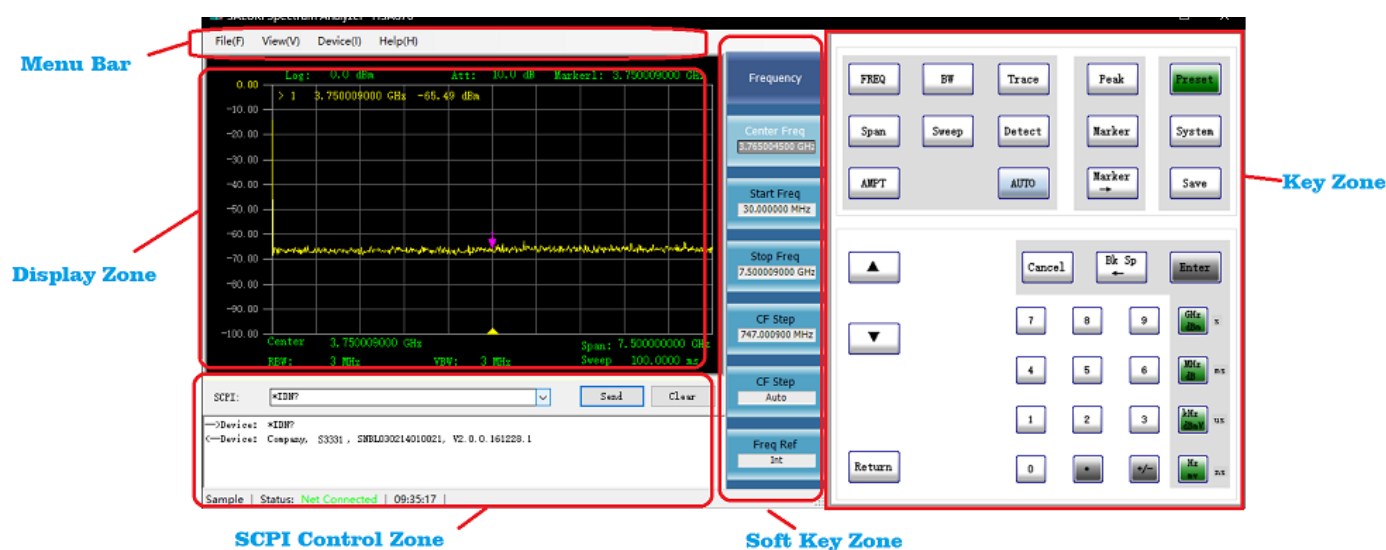 SALUKI Spectrum Analyzer
File(F) View(V) Device(I) Help(H)
Menu Bar
Log: 0.0 dBm Att: 10.0 dB Marker1: 3.750009000 GHz
0.00
> 1 3.750009000 GHz -65.49 dBm
-10.00
-20.00
-30.00
-40.00
-50.00
-60.00
-70.00
-80.00
-90.00
-100.00
Center 3.750009000 GHz Span: 7.500000000 GHz
RBW: 3 MHz VBW: 3 MHz Sweep 100.0000 ms
Display Zone
SCPI: *IDN? Send Clear
—>Device: *IDN?
<—Device: Company, S3331, SNBL030214010021, V2.0.0.161228.1
Sample | Status: Net Connected | 09:35:17 |
SCPI Control Zone
Frequency
Center Freq
3.765004500 GHz
Start Freq
30.000000 MHz
Stop Freq
7.500009000 GHz
CF Step
747.000900 MHz
CF Step
Auto
Freq Ref
Int
Soft Key Zone
FREQ BW Trace Peak Preset
Span Sweep Detect Marker System
AMPT AUTO Marker → Save
Key Zone
▲ Cancel Bk Sp ← Enter
7 8 9 GHz dBm s
▼
4 5 6 MHz dB ms
1 2 3 kHz dBmV us
Return 0 • +/- Hz mv ns